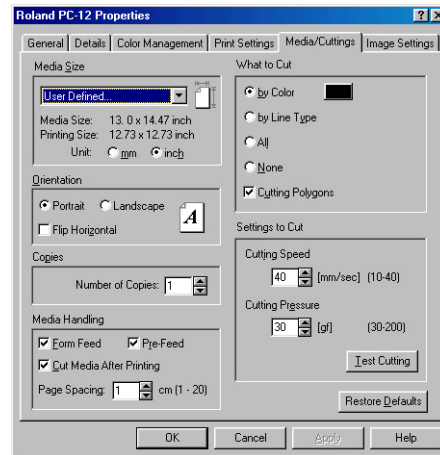 Roland PC-12 Properties
General Details Color Management Print Settings Media/Cuttings Image Settings
Media Size
User Defined...
Media Size: 13. 0 x 14.47 inch
Printing Size: 12.73 x 12.73 inch
Unit: mm inch
Orientation
Portrait Landscape
Flip Horizontal
A
Copies
Number of Copies: 1
Media Handling
Form Feed Pre-Feed
Cut Media After Printing
Page Spacing: 1 cm (1 - 20)
What to Cut
by Color
by Line Type
All
None
Cutting Polygons
Settings to Cut
Cutting Speed
40 [mm/sec] (10-40)
Cutting Pressure
30 [gf] (30-200)
Test Cutting
Restore Defaults
OK Cancel Apply Help